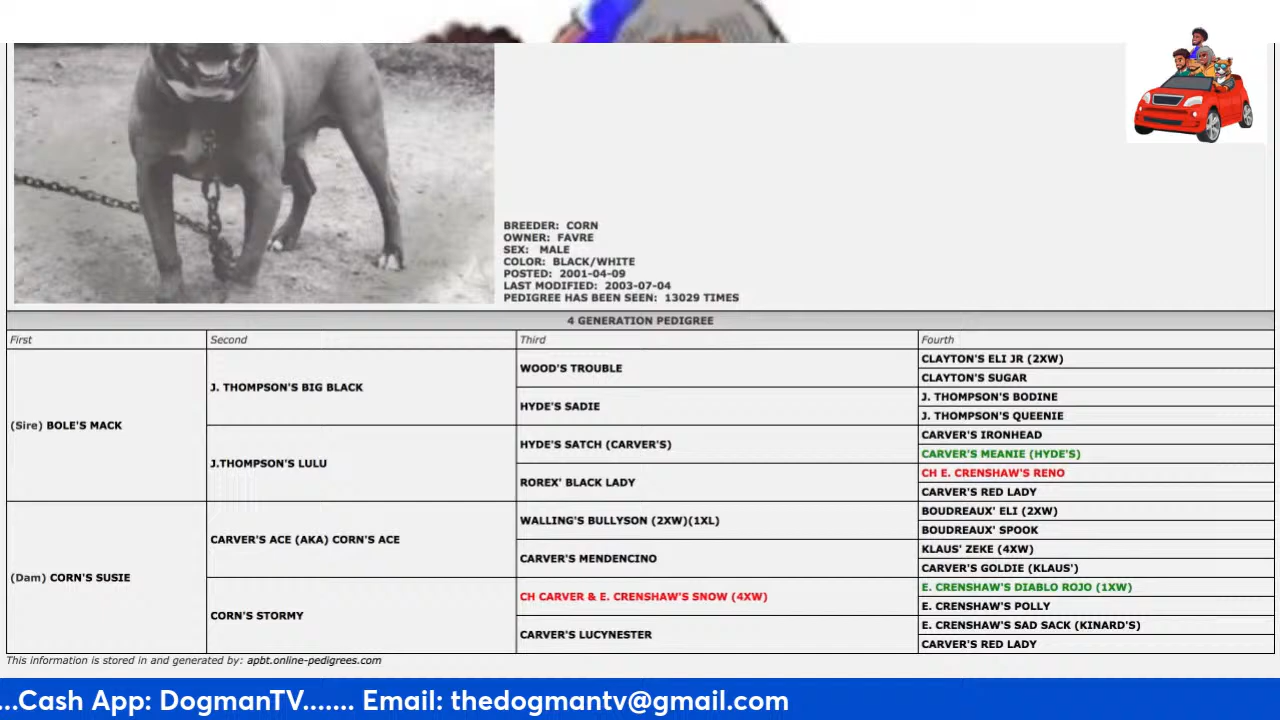 BREEDER: CORN
OWNER: FAVRE
SEX: MALE
COLOR: BLACK/WHITE
POSTED: 2001-04-09
LAST MODIFIED: 2003-07-04
PEDIGREE HAS BEEN SEEN: 13029 TIMES
4 GENERATION PEDIGREE
First Second Third Fourth
(Sire) BOLE'S MACK
J. THOMPSON'S BIG BLACK
WOOD'S TROUBLE
CLAYTON'S ELI JR (2XW)
CLAYTON'S SUGAR
HYDE'S SADIE
J. THOMPSON'S BODINE
J. THOMPSON'S QUEENIE
J.THOMPSON'S LULU
HYDE'S SATCH (CARVER'S)
CARVER'S IRONHEAD
CARVER'S MEANIE (HYDE'S)
ROREX' BLACK LADY
CH E. CRENSHAW'S RENO
CARVER'S RED LADY
(Dam) CORN'S SUSIE
CARVER'S ACE (AKA) CORN'S ACE
WALLING'S BULLYSON (2XW)(1XL)
BOUDREAUX' ELI (2XW)
BOUDREAUX' SPOOK
CARVER'S MENDENCINO
KLAUS' ZEKE (4XW)
CARVER'S GOLDIE (KLAUS')
CORN'S STORMY
CH CARVER & E. CRENSHAW'S SNOW (4XW)
E. CRENSHAW'S DIABLO ROJO (1XW)
E. CRENSHAW'S POLLY
CARVER'S LUCYNESTER
E. CRENSHAW'S SAD SACK (KINARD'S)
CARVER'S RED LADY
This information is stored in and generated by: apbt.online-pedigrees.com
...Cash App: DogmanTV....... Email: thedogmantv@gmail.com